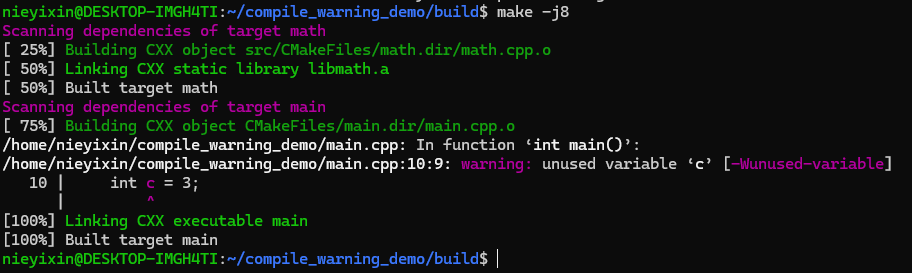 nieyixin@DESKTOP-IMGH4TI:~/compile_warning_demo/build$ make -j8
Scanning dependencies of target math
[ 25%] Building CXX object src/CMakeFiles/math.dir/math.cpp.o
[ 50%] Linking CXX static library libmath.a
[ 50%] Built target math
Scanning dependencies of target main
[ 75%] Building CXX object CMakeFiles/main.dir/main.cpp.o
/home/nieyixin/compile_warning_demo/main.cpp: In function ‘int main()’:
/home/nieyixin/compile_warning_demo/main.cpp:10:9: warning: unused variable ‘c’ [-Wunused-variable]
   10 |     int c = 3;
      |         ^
[100%] Linking CXX executable main
[100%] Built target main
nieyixin@DESKTOP-IMGH4TI:~/compile_warning_demo/build$